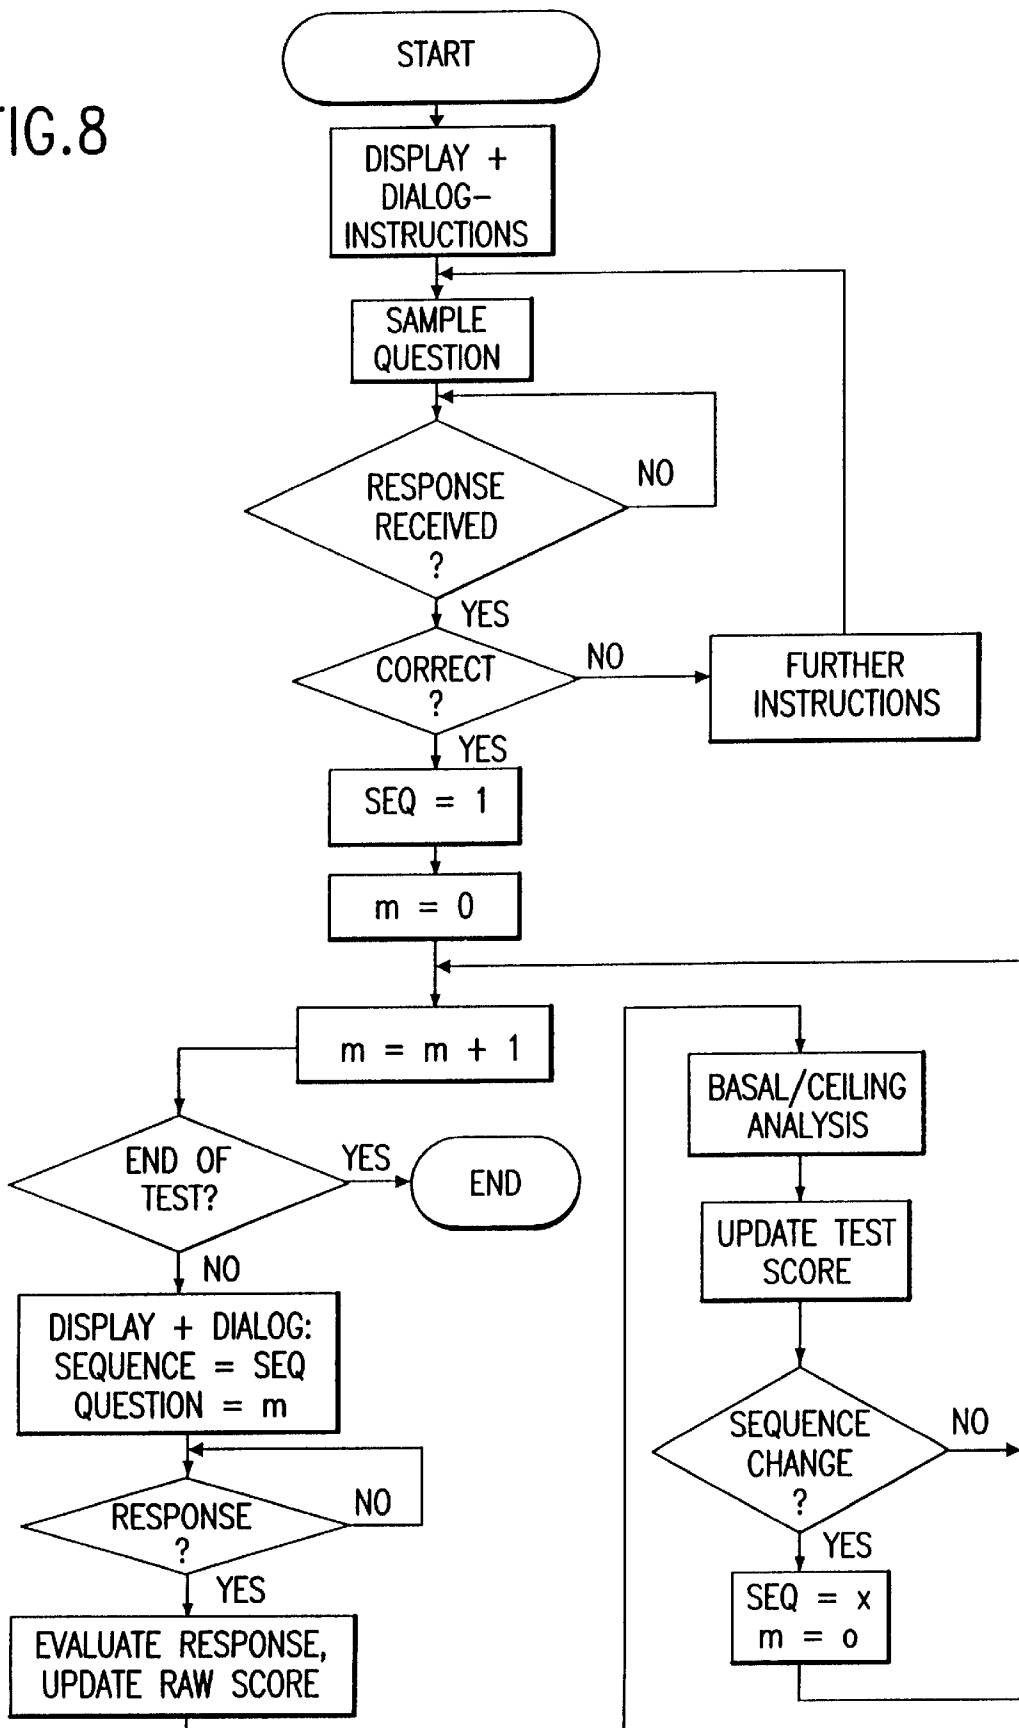 START
FIG.8
DISPLAY +
DIALOG-
INSTRUCTIONS
SAMPLE
QUESTION
RESPONSE
RECEIVED
?
NO
YES
CORRECT
?
NO
FURTHER
INSTRUCTIONS
YES
SEQ = 1
m = 0
m = m + 1
END OF
TEST?
YES
END
NO
DISPLAY + DIALOG:
SEQUENCE = SEQ
QUESTION = m
RESPONSE
?
NO
YES
EVALUATE RESPONSE,
UPDATE RAW SCORE
BASAL/CEILING
ANALYSIS
UPDATE TEST
SCORE
SEQUENCE
CHANGE
?
NO
YES
SEQ = x
m = o